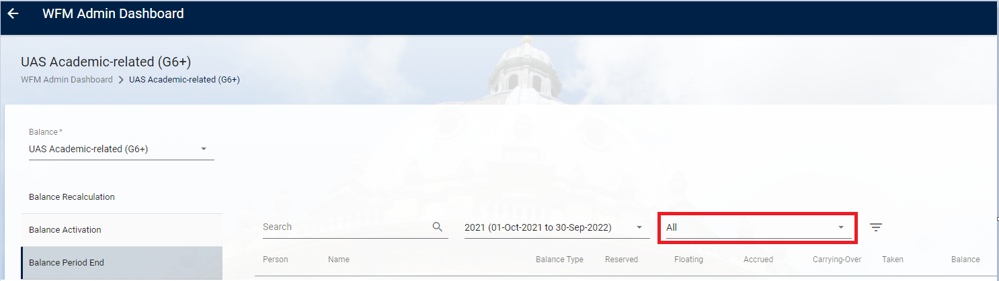 WFM Admin Dashboard
UAS Academic-related (G6+)
WFM Admin Dashboard UAS Academic-related (G6+)
Balance *
UAS Academic-related (G6+)
Balance Recalculation
Balance Activation
Balance Period End
Search 2021 (01-Oct-2021 to 30-Sep-2022) All
Person Name Balance Type Reserved Floating Accrued Carrying-Over Taken Balance